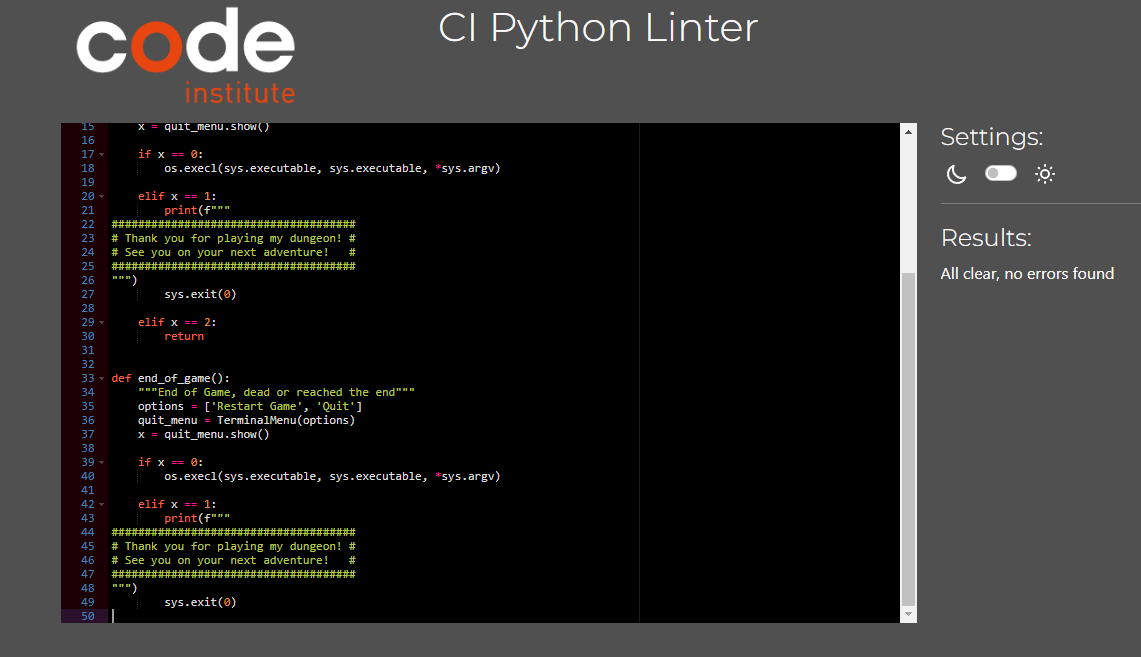 code
institute
CI Python Linter
15 x = quit_menu.show()
16
17 if x == 0:
18 os.execl(sys.executable, sys.executable, *sys.argv)
19
20 elif x == 1:
21 print(f"""
22 #####################################
23 # Thank you for playing my dungeon! #
24 # See you on your next adventure!   #
25 #####################################
26 """)
27 sys.exit(0)
28
29 elif x == 2:
30 return
31
32
33 def end_of_game():
34 """End of Game, dead or reached the end"""
35 options = ['Restart Game', 'Quit']
36 quit_menu = TerminalMenu(options)
37 x = quit_menu.show()
38
39 if x == 0:
40 os.execl(sys.executable, sys.executable, *sys.argv)
41
42 elif x == 1:
43 print(f"""
44 #####################################
45 # Thank you for playing my dungeon! #
46 # See you on your next adventure!   #
47 #####################################
48 """)
49 sys.exit(0)
50
Settings:
Results:
All clear, no errors found